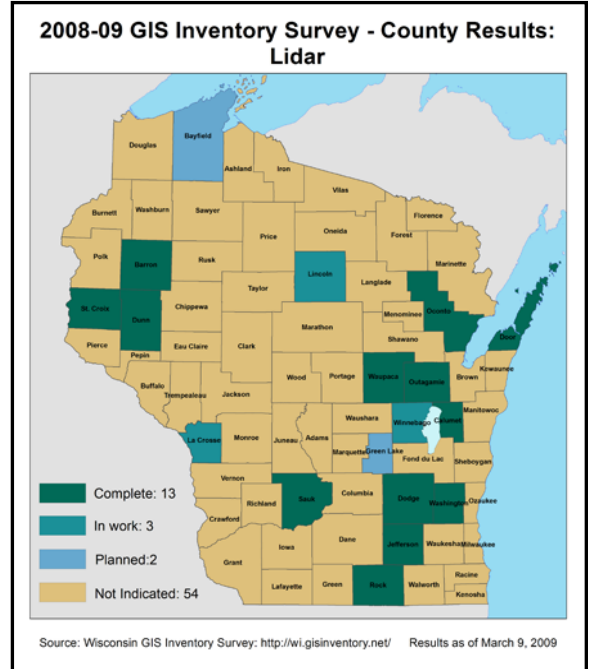 2008-09 GIS Inventory Survey - County Results:
Lidar
Bayfield
Douglas
Ashland
Iron
Vilas
Burnett
Washburn
Sawyer
Florence
Price
Oneida
Forest
Polk
Barron
Rusk
Marinette
Lincoln
Langlade
Taylor
St. Croix
Dunn
Chippewa
Oconto
Menominee
Marathon
Door
Pierce
Eau Claire
Clark
Shawano
Pepin
Kewaunee
Buffalo
Wood
Portage
Waupaca
Outagamie
Brown
Trempealeau
Jackson
Waushara
Winnebago
Calumet
Manitowoc
La Crosse
Monroe
Juneau
Adams
Marquette
Green Lake
Fond du Lac
Sheboygan
Vernon
Complete: 13
Richland
Sauk
Columbia
Dodge
Washington
Ozaukee
Crawford
In work: 3
Iowa
Dane
Jefferson
Waukesha
Milwaukee
Planned:2
Grant
Racine
Lafayette
Green
Rock
Walworth
Kenosha
Not Indicated: 54
Source: Wisconsin GIS Inventory Survey: http://wi.gisinventory.net/ Results as of March 9, 2009